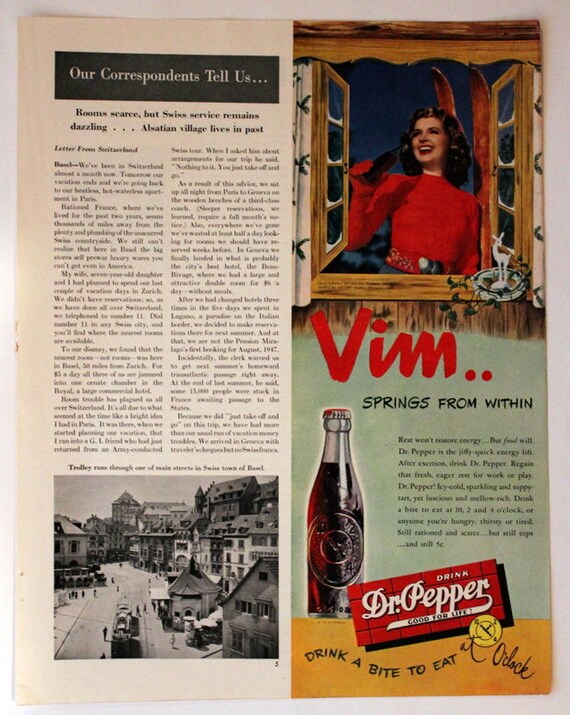 Our Correspondents Tell Us...
Rooms scarce, but Swiss service remains
dazzling . . . Alsatian village lives in past
Letter From Switzerland
Basel—We've been in Switzerland
almost a month now. Tomorrow our
vacation ends and we're going back
to our heatless, hot-waterless apart-
ment in Paris.
Rationed France, where we've
lived for the past two years, seems
thousands of miles away from the
plenty and plumbing of the unscarred
Swiss countryside. We still can't
realize that here in Basel the big
stores sell prewar luxury wares you
can't get even in America.
My wife, seven-year-old daughter
and I had planned to spend our last
couple of vacation days in Zurich.
We didn't have reservations; so, as
we have done all over Switzerland,
we telephoned to number 11. Dial
number 11 in any Swiss city, and
you'll find where the nearest rooms
are available.
To our dismay, we found that the
nearest room—not rooms—was here
in Basel, 50 miles from Zurich. For
$5 a day all three of us are jammed
into one ornate chamber in the
Royal, a large commercial hotel.
Room trouble has plagued us all
over Switzerland. It's all due to what
seemed at the time like a bright idea
I had in Paris. It was there, when we
started planning our vacation, that
I ran into a G. I. friend who had just
returned from an Army-conducted
Swiss tour. When I asked him about
arrangements for our trip he said,
"Nothing to it. You just take off and
go."
As a result of this advice, we sat
up all night from Paris to Geneva on
the wooden benches of a third-class
coach. (Sleeper reservations, we
learned, require a full month's no-
tice.) Also, everywhere we've gone
we've wasted at least half a day look-
ing for rooms we should have re-
served weeks before. In Geneva we
finally landed in what is probably
the city's best hotel, the Beau-
Rivage, where we had a large and
attractive double room for $6 a
day—without meals.
After we had changed hotels three
times in the five days we spent in
Lugano, a paradise on the Italian
border, we decided to make reserva-
tions there for next summer. And at
that, we are not the Pension Mira-
lago's first booking for August, 1947.
Incidentally, the clerk warned us
to get next summer's homeward
transatlantic passage right away.
At the end of last summer, he said,
some 15,000 people were stuck in
France awaiting passage to the
States.
Because we did "just take off and
go" on this trip, we have had more
than our usual run of vacation money
troubles. We arrived in Geneva with
traveler's cheques but no Swiss francs.
Trolley runs through one of main streets in Swiss town of Basel.
5
Vim..
SPRINGS FROM WITHIN
Rest won't restore energy...But food will.
Dr. Pepper is the jiffy-quick energy lift.
After exertion, drink Dr. Pepper. Regain
that fresh, eager zest for work or play.
Dr. Pepper! Icy-cold, sparkling and nippy-
tart, yet luscious and mellow-rich. Drink
a bite to eat at 10, 2 and 4 o'clock, or
anytime you're hungry, thirsty or tired.
Still rationed and scarce...but still tops
...and still 5¢.
DRINK
Dr. Pepper
GOOD FOR LIFE!
DRINK A BITE TO EAT at O'clock